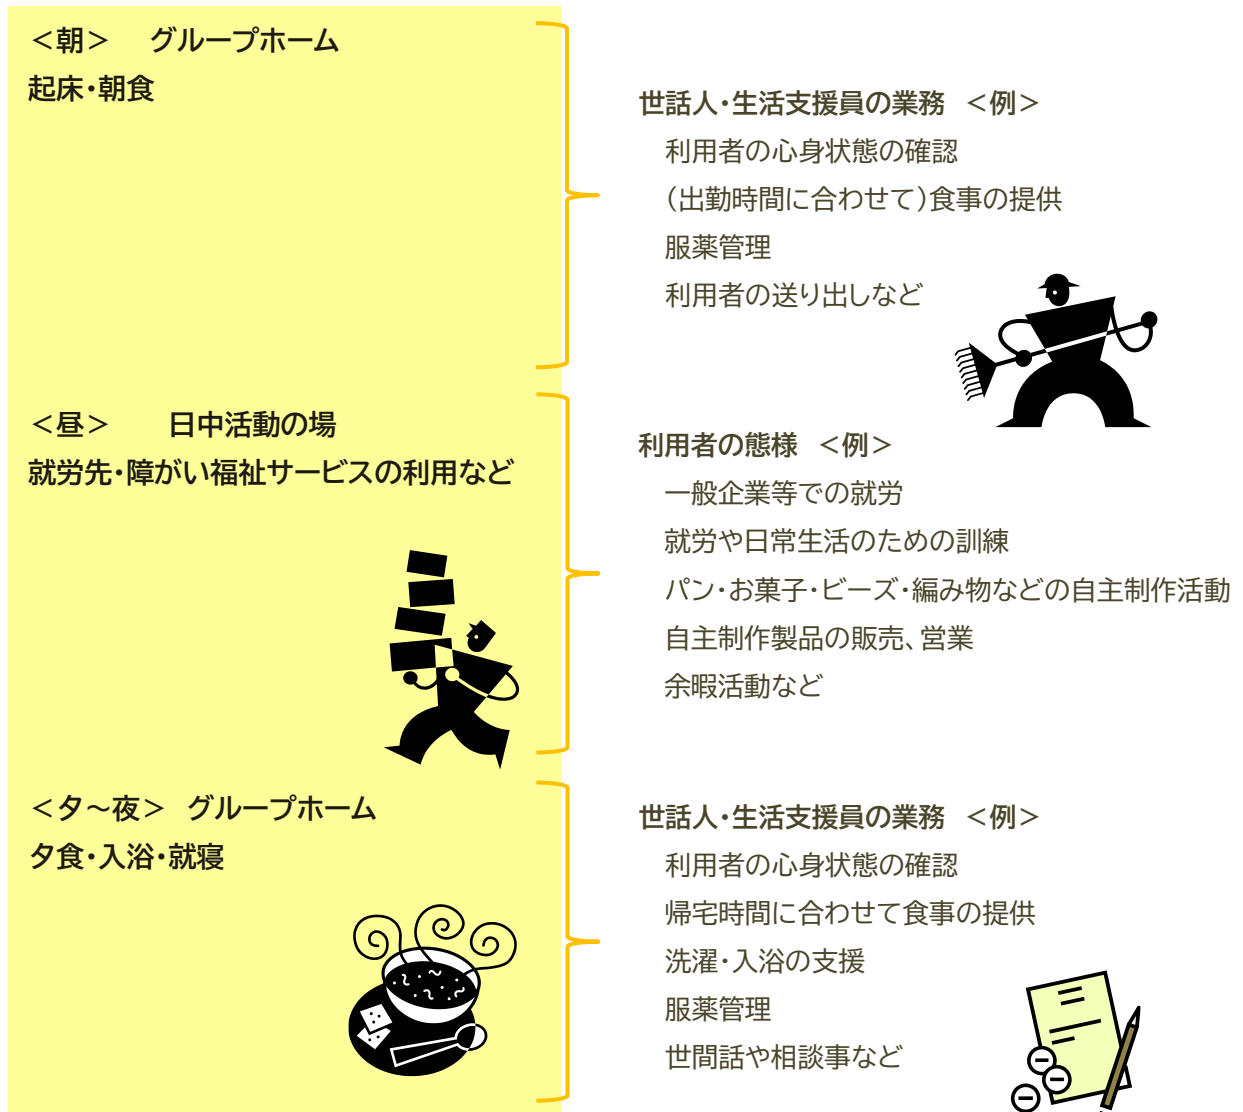 ＜朝＞　グループホーム
起床・朝食
世話人・生活支援員の業務　＜例＞
利用者の心身状態の確認
（出勤時間に合わせて）食事の提供
服薬管理
利用者の送り出しなど
＜昼＞　　日中活動の場
就労先・障がい福祉サービスの利用など
利用者の態様　＜例＞
一般企業等での就労
就労や日常生活のための訓練
パン・お菓子・ビーズ・編み物などの自主制作活動
自主制作製品の販売、営業
余暇活動など
＜夕～夜＞　グループホーム
夕食・入浴・就寝
世話人・生活支援員の業務　＜例＞
利用者の心身状態の確認
帰宅時間に合わせて食事の提供
洗濯・入浴の支援
服薬管理
世間話や相談事など